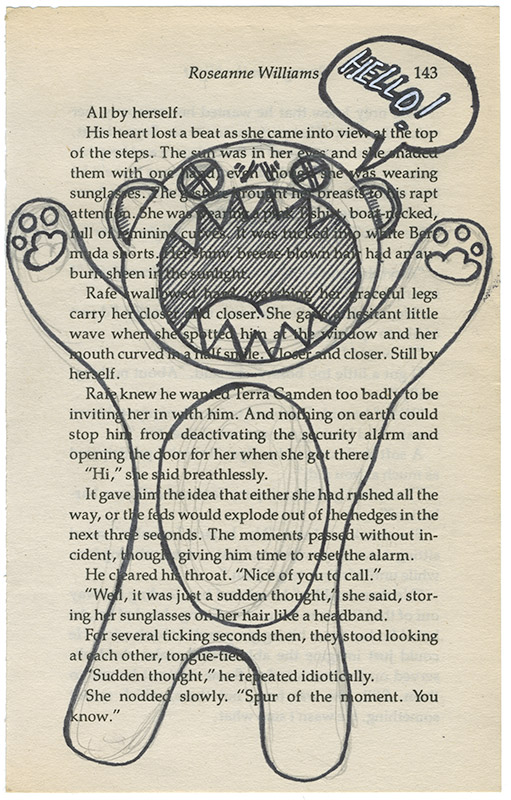 Roseanne Williams 143
HELLO!
All by herself.
His heart lost a beat as she came into view at the top
of the steps. The sun was in her eyes and she shaded
them with one hand, even though she was wearing
sunglasses. The gesture brought her breasts to his rapt
attention. She was wearing a pink T-shirt, boat-necked,
full of feminine curves. It was tucked into white Ber-
muda shorts. Her shiny, breeze-blown hair had an au-
burn sheen in the sunlight.
Rafe swallowed hard, watching her graceful legs
carry her closer and closer. She gave a hesitant little
wave when she spotted him at the window and her
mouth curved in a half smile. Closer and closer. Still by
herself.
Rafe knew he wanted Terra Camden too badly to be
inviting her in with him. And nothing on earth could
stop him from deactivating the security alarm and
opening the door for her when she got there.
"Hi," she said breathlessly.
It gave him the idea that either she had rushed all the
way, or the feds would explode out of the hedges in the
next three seconds. The moments passed without in-
cident, though, giving him time to reset the alarm.
He cleared his throat. "Nice of you to call."
"Well, it was just a sudden thought," she said, stor-
ing her sunglasses on her hair like a headband.
For several ticking seconds then, they stood looking
at each other, tongue-tied.
"Sudden thought," he repeated idiotically.
She nodded slowly. "Spur of the moment. You
know."